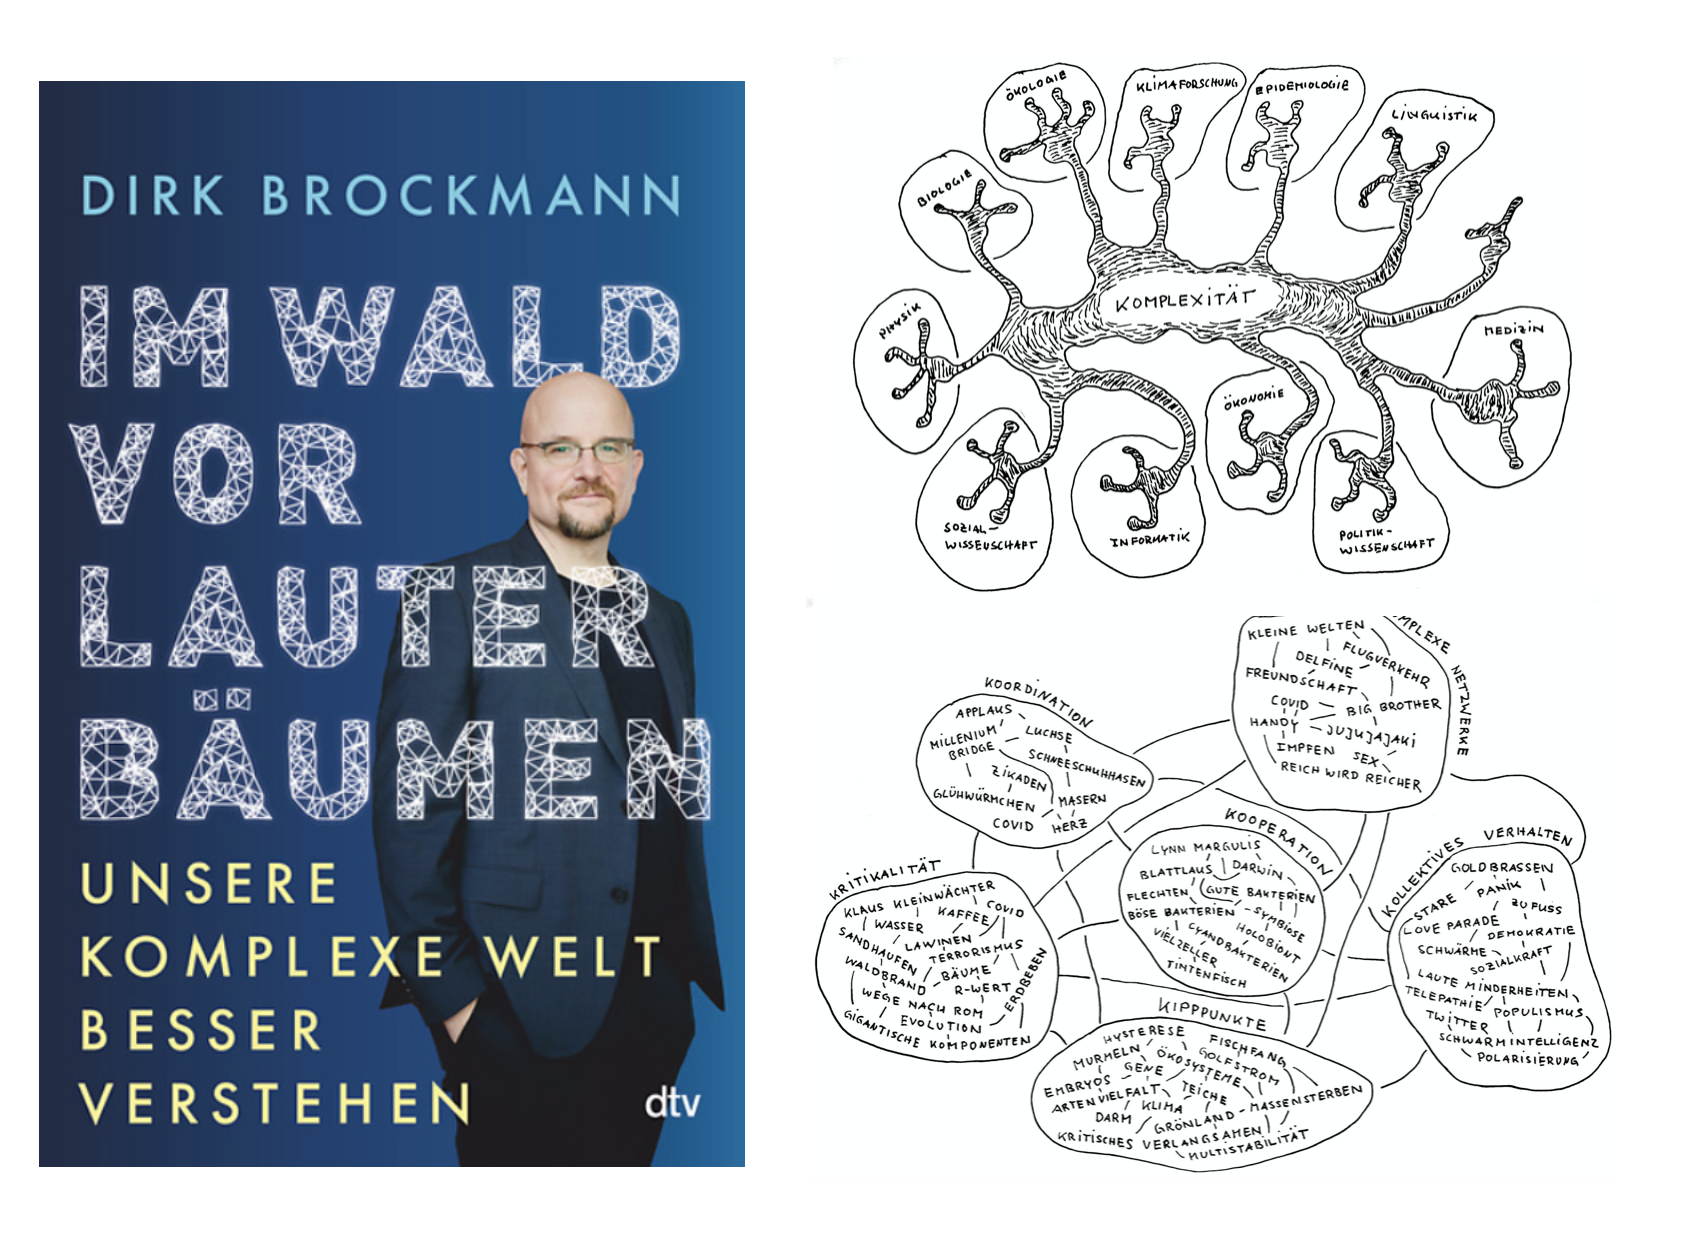 DIRK BROCKMANN
IM WALD
VOR
LAUTER
BÄUMEN
UNSERE
KOMPLEXE WELT
BESSER
VERSTEHEN
dtv
ÖKOLOGIE
KLIMAFORSCHUNG
EPIDEMIOLOGIE
LINGUISTIK
BIOLOGIE
KOMPLEXITÄT
PHYSIK
MEDIZIN
ÖKONOMIE
SOZIAL-
WISSENSCHAFT
INFORMATIK
POLITIK-
WISSENSCHAFT
MPLEXE NETZWERKE
KLEINE WELTEN
FLUGVERKEHR
DELFINE
FREUNDSCHAFT
COVID
BIG BROTHER
HANDY
JUJUJAJAKI
IMPFEN
SEX
REICH WIRD REICHER
KOORDINATION
APPLAUS
MILLENIUM
BRIDGE
LUCHSE
SCHNEESCHUHHASEN
ZIKADEN
GLÜHWÜRMCHEN
MASERN
COVID
HERZ
KOOPERATION
LYNN MARGULIS
BLATTLAUS
DARWIN
FLECHTEN
GUTE BAKTERIEN
BÖSE BAKTERIEN
SYMBIOSE
HOLOBIONT
CYANDBAKTERIEN
VIELZELLER
TINTENFISCH
KOLLEKTIVES VERHALTEN
GOLDBRASSEN
PANIK
STARE
ZU FUSS
LOVE PARADE
DEMOKRATIE
SCHWÄRME
SOZIALKRAFT
LAUTE MINDERHEITEN
TELEPATHIE
POPULISMUS
TWITTER
SCHWARMINTELLIGENZ
POLARISIERUNG
KRITIKALITÄT
KLAUS KLEINWÄCHTER
COVID
KAFFEE
WASSER
LAWINEN
SANDHAUFEN
TERRORISMUS
BÄUME
WALDBRAND
R-WERT
ERDBEBEN
WEGE NACH ROM
EVOLUTION
GIGANTISCHE KOMPONENTEN
KIPPPUNKTE
HYSTERESE
FISCHFANG
MURMELN
ÖKOSYSTEME
GOLFSTROM
GENE
EMBRYOS
TEICHE
ARTENVIELFALT
KLIMA
MASSENSTERBEN
DARM
GRÖNLAND
KRITISCHES VERLANGSAMEN
MULTISTABILITÄT